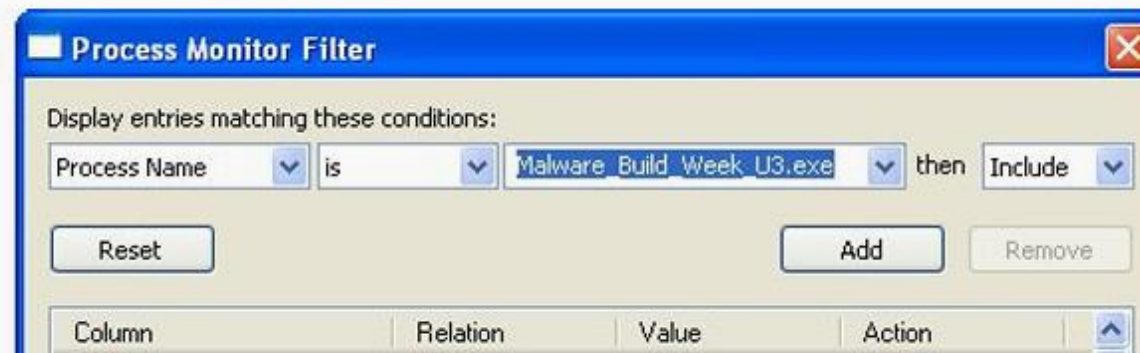 Process Monitor Filter
Display entries matching these conditions:
Process Name is Malware_Build_Week_U3.exe then Include
Reset Add Remove
Column Relation Value Action